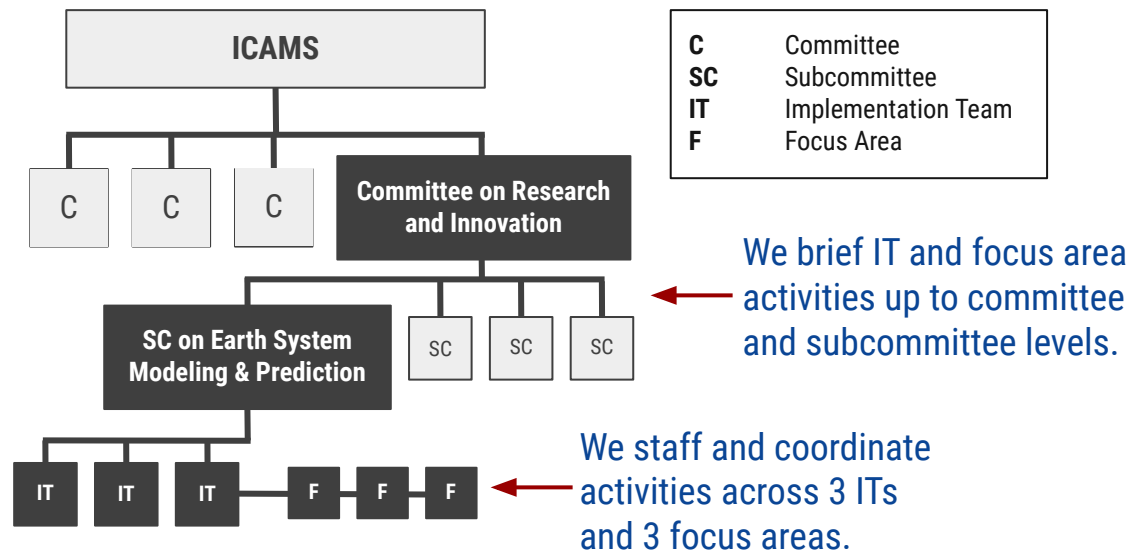 ICAMS
C Committee
SC Subcommittee
IT Implementation Team
F Focus Area
C
C
C
Committee on Research
and Innovation
We brief IT and focus area
activities up to committee
and subcommittee levels.
SC on Earth System
Modeling & Prediction
SC
SC
SC
IT
IT
IT
F
F
F
We staff and coordinate
activities across 3 ITs
and 3 focus areas.